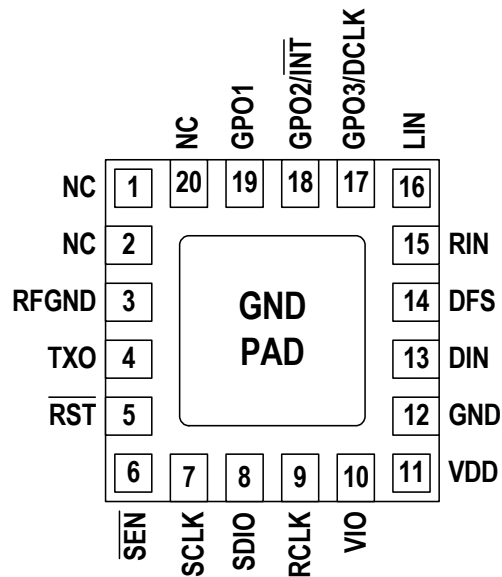 NC
GPO1
GPO2/INT
GPO3/DCLK
LIN
NC 1 20 19 18 17 16
NC 2 15 RIN
RFGND 3 GND 14 DFS
TXO 4 PAD 13 DIN
RST 5 12 GND
6 7 8 9 10 11 VDD
SEN
SCLK
SDIO
RCLK
VIO